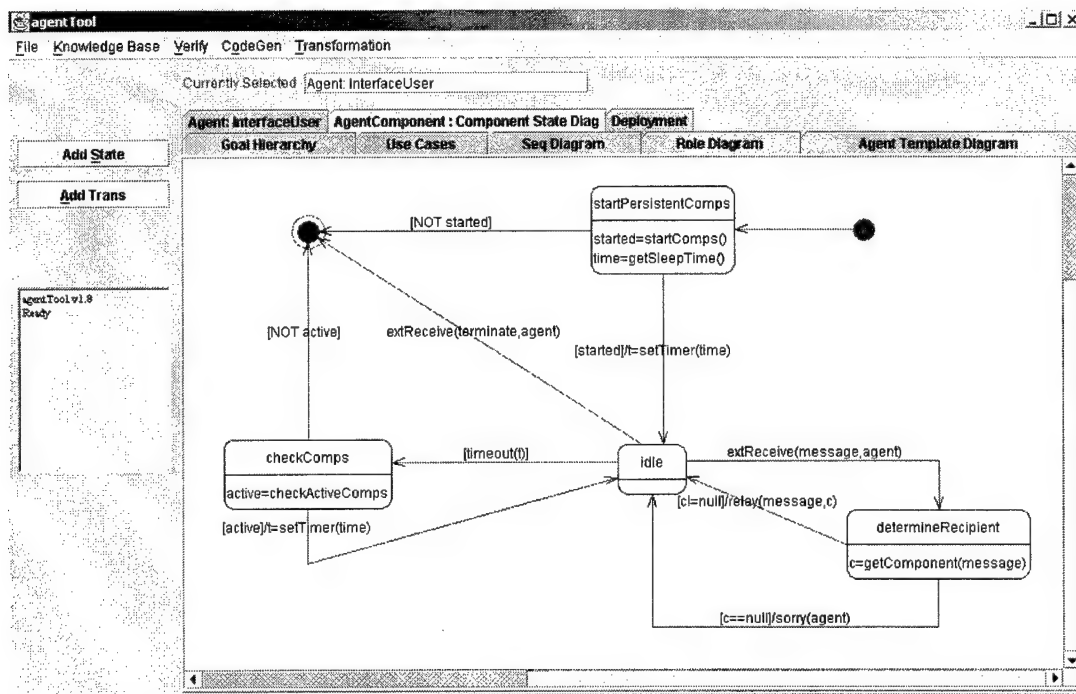 agentTool
File Knowledge Base Verify CodeGen Transformation
Currently Selected Agent: InterfaceUser
Agent: InterfaceUser AgentComponent : Component State Diag Deployment
Goal Hierarchy Use Cases Seq Diagram Role Diagram Agent Template Diagram
Add State
Add Trans
agentTool v1.8
Ready
startPersistentComps
started=startComps()
time=getSleepTime()
[NOT started]
[NOT active]
extReceive(terminate,agent)
[started]/t=setTimer(time)
checkComps
active=checkActiveComps
[timeout(t)]
idle
extReceive(message,agent)
[c!=null]/relay(message,c)
[active]/t=setTimer(time)
determineRecipient
c=getComponent(message)
[c==null]/sorry(agent)